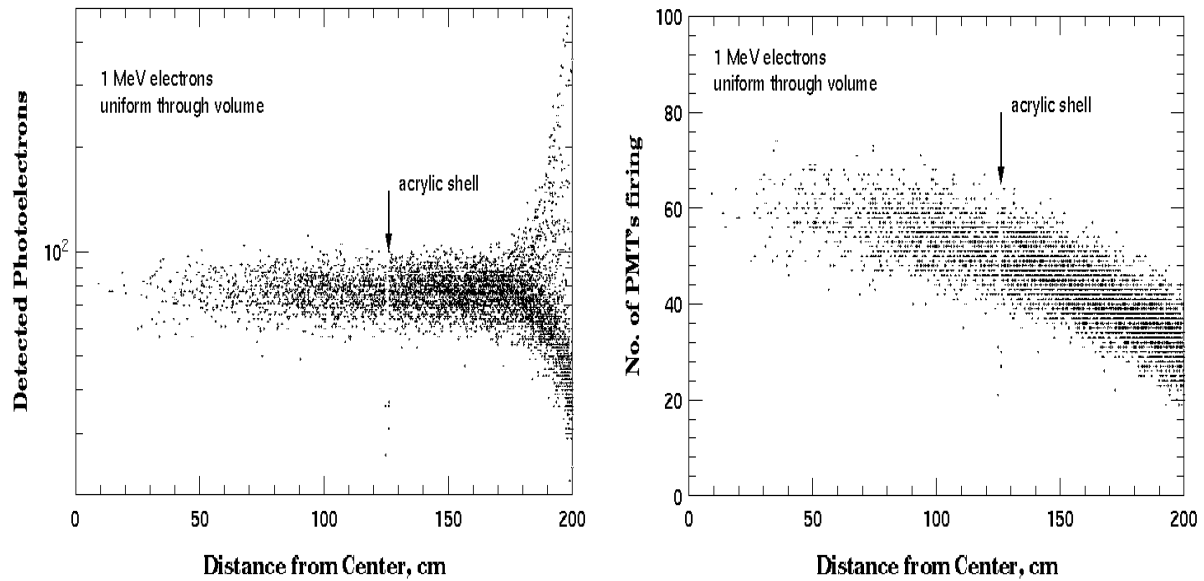 Detected Photoelectrons
10²
1 MeV electrons
uniform through volume
acrylic shell
0 50 100 150 200
Distance from Center, cm
No. of PMT's firing
100
80
60
40
20
0
1 MeV electrons
uniform through volume
acrylic shell
0 50 100 150 200
Distance from Center, cm